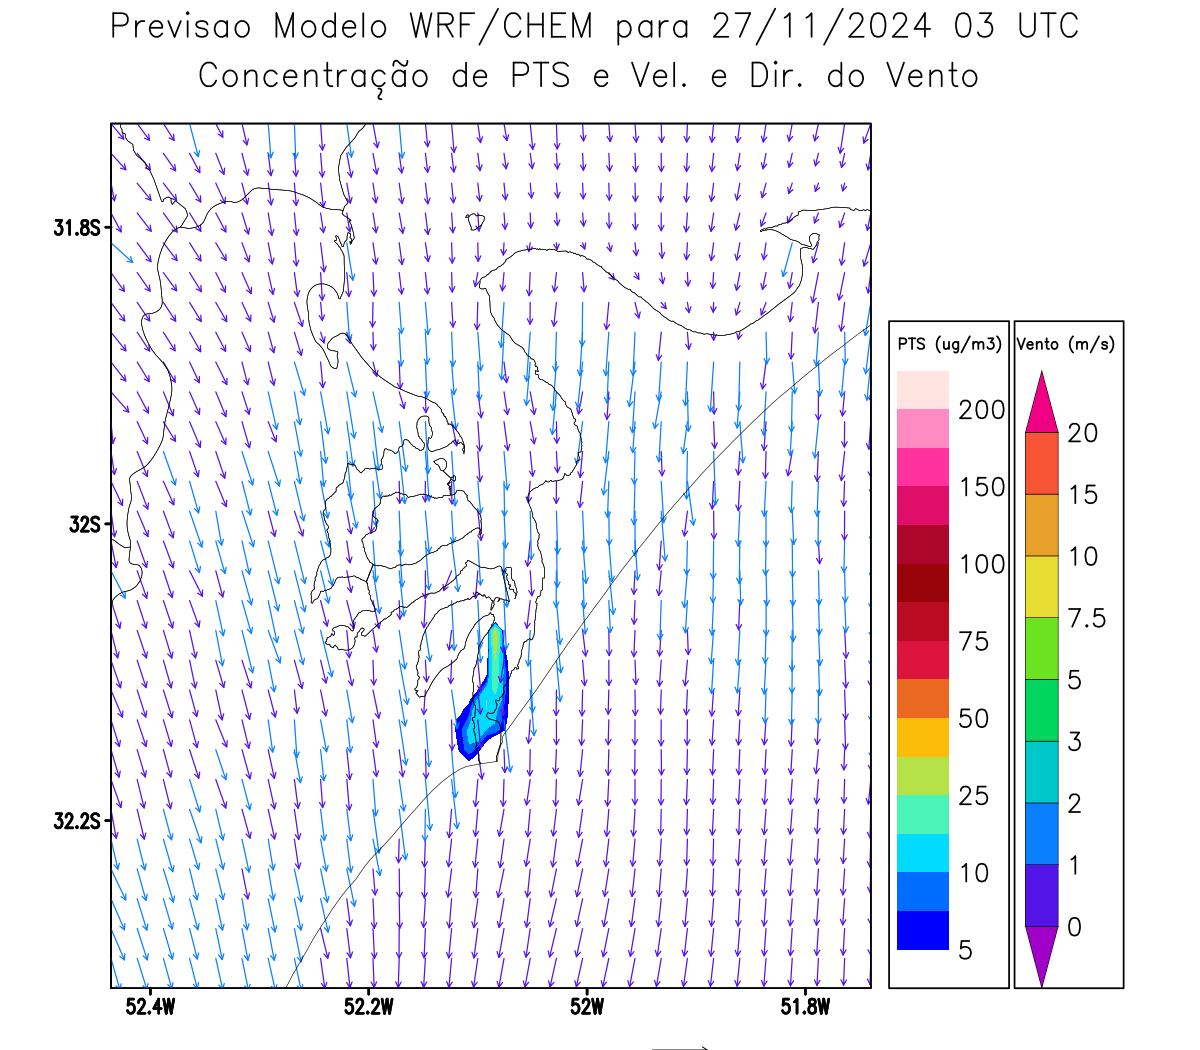 Previsao Modelo WRF/CHEM para 27/11/2024 03 UTC
Concentração de PTS e Vel. e Dir. do Vento
31.8S
32S
32.2S
52.4W
52.2W
52W
51.8W
PTS (ug/m3)
200
150
100
75
50
25
10
5
Vento (m/s)
20
15
10
7.5
5
3
2
1
0